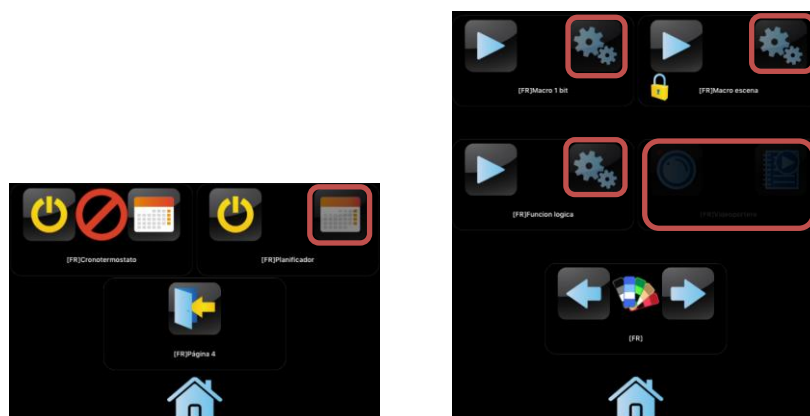 [FR]Macro 1 bit
[FR]Macro escena
[FR]Funcion logica
[FR]Cronotermostato
[FR]Planificador
[FR]Página 4
[FR]